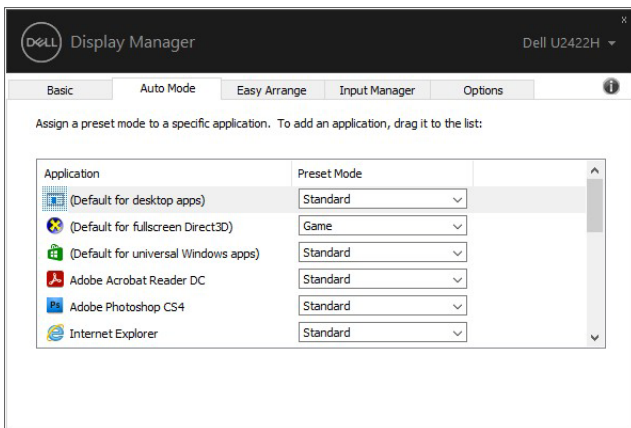 x
DELL Display Manager Dell U2422H
Basic Auto Mode Easy Arrange Input Manager Options i
Assign a preset mode to a specific application. To add an application, drag it to the list:
Application Preset Mode
(Default for desktop apps) Standard
(Default for fullscreen Direct3D) Game
(Default for universal Windows apps) Standard
Adobe Acrobat Reader DC Standard
Ps Adobe Photoshop CS4 Standard
Internet Explorer Standard